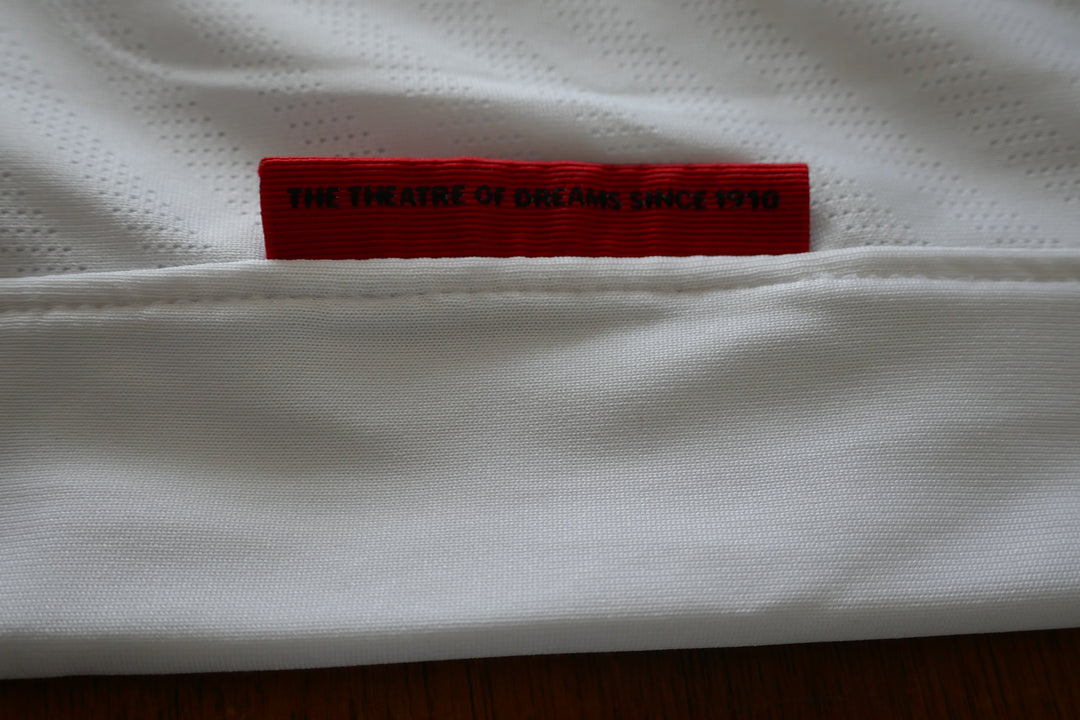 THE THEATRE OF DREAMS SINCE 1910